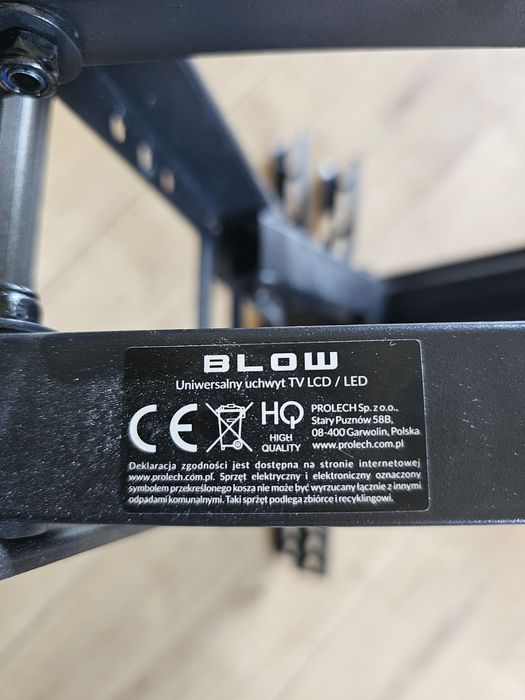 BLOW
Uniwersalny uchwyt TV LCD / LED
CE
HQ
HIGH
QUALITY
PROLECH Sp. z o.o.,
Stary Puznów 58B,
08-400 Garwolin, Polska
www.prolech.com.pl
Deklaracja zgodności jest dostępna na stronie internetowej
www.prolech.com.pl. Sprzęt elektryczny i elektroniczny oznaczony
symbolem przekreślonego kosza nie może być wyrzucany łącznie z innymi
odpadami komunalnymi. Taki sprzęt podlega zbiórce i recyklingowi.